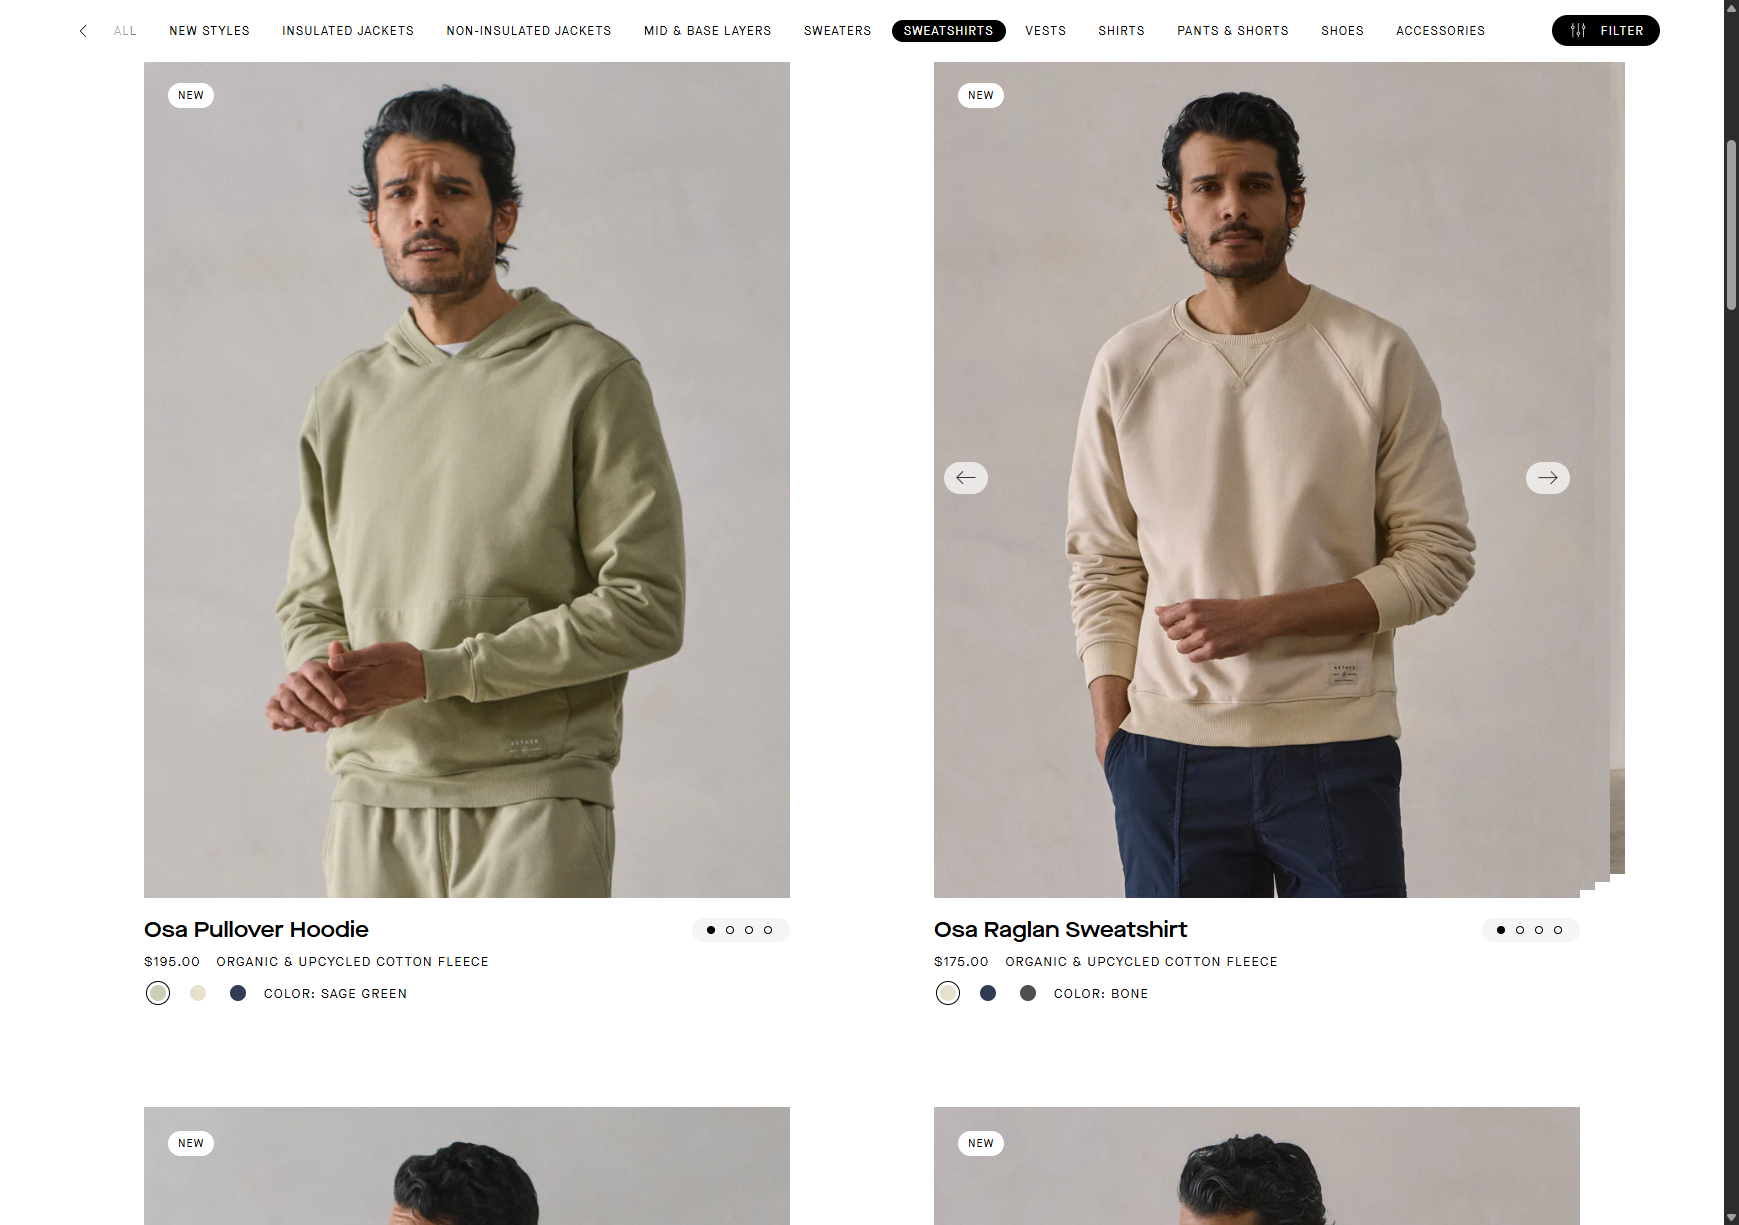 ALL NEW STYLES INSULATED JACKETS NON-INSULATED JACKETS MID & BASE LAYERS SWEATERS SWEATSHIRTS VESTS SHIRTS PANTS & SHORTS SHOES ACCESSORIES FILTER
NEW
NEW
AETHER
AETHER
Osa Pullover Hoodie
$195.00 ORGANIC & UPCYCLED COTTON FLEECE
COLOR: SAGE GREEN
Osa Raglan Sweatshirt
$175.00 ORGANIC & UPCYCLED COTTON FLEECE
COLOR: BONE
NEW
NEW